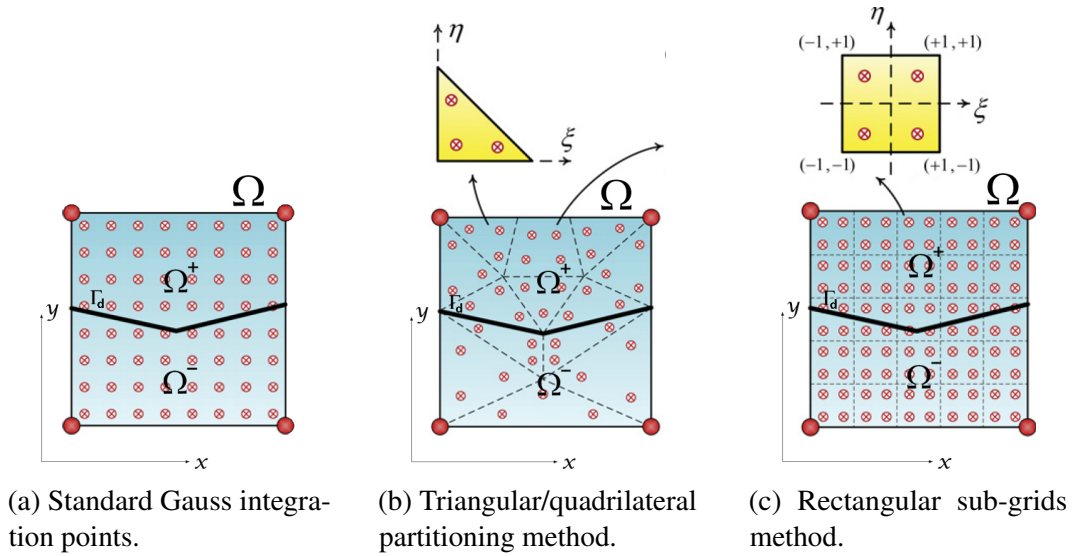 η
ξ
η
(-1,+1) (+1,+1)
ξ
(-1,-1) (+1,-1)
Ω
Ω⁺
Γd
y
Ω⁻
x
Ω
Ω⁺
Γd
y
Ω⁻
x
Ω
Ω⁺
Γd
y
Ω⁻
x
(a) Standard Gauss integra-
tion points.
(b) Triangular/quadrilateral
partitioning method.
(c) Rectangular sub-grids
method.